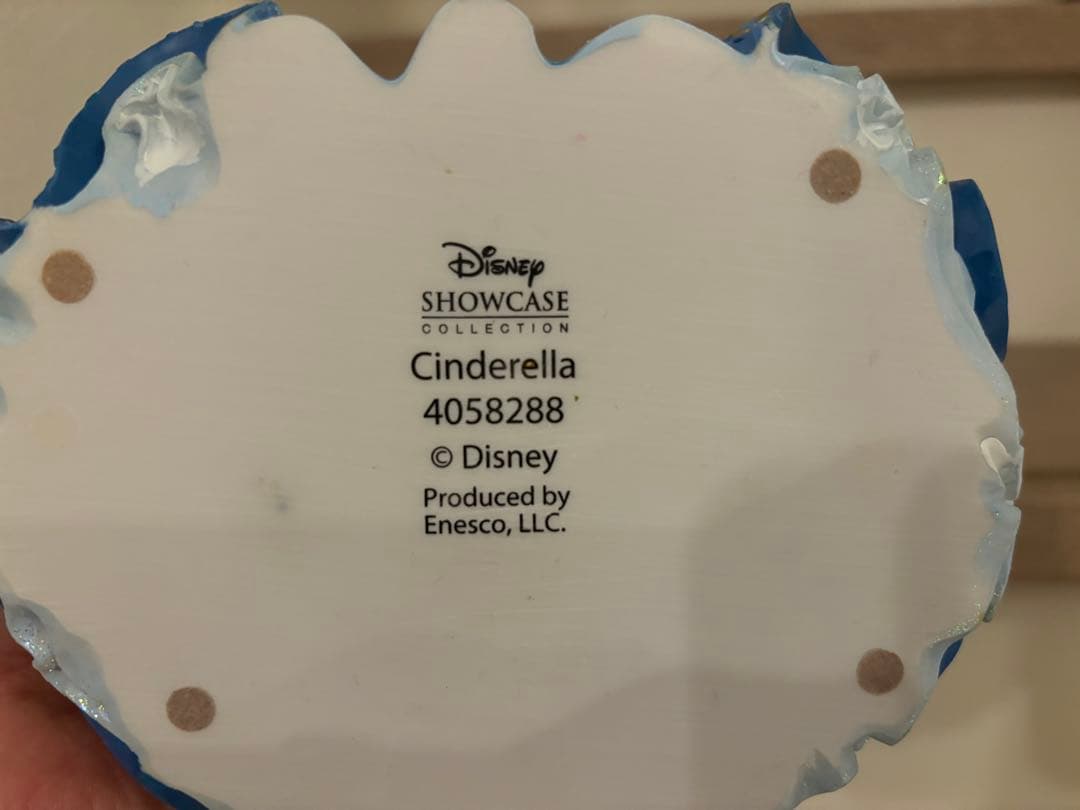 Disney
SHOWCASE
COLLECTION
Cinderella
4058288
© Disney
Produced by
Enesco, LLC.